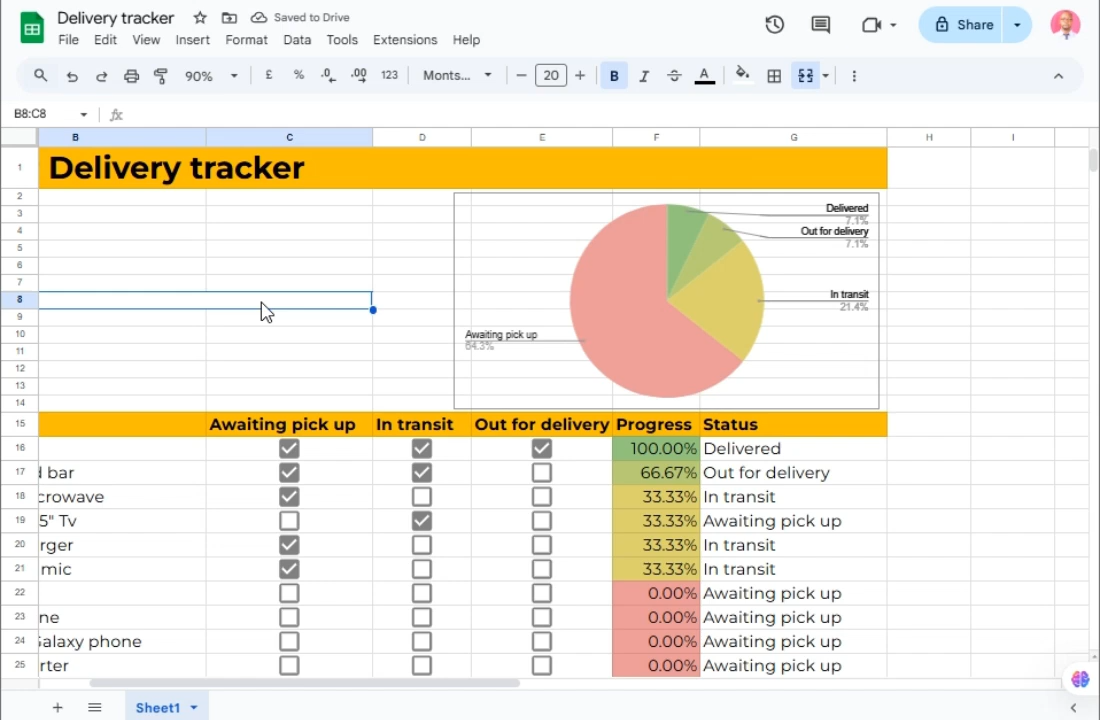 Delivery tracker
Saved to Drive
File Edit View Insert Format Data Tools Extensions Help
Share
90% £ % .0 .00 123 Monts... 20 B I A
B8:C8 fx
B C D E F G H I
1 Delivery tracker
2
3
4
5
6
7
8
9
10
11
12
13
14
Delivered
7.1%
Out for delivery
7.1%
In transit
21.4%
Awaiting pick up
64.3%
15 Awaiting pick up In transit Out for delivery Progress Status
16 100.00% Delivered
17 d bar 66.67% Out for delivery
18 crowave 33.33% In transit
19 5" Tv 33.33% Awaiting pick up
20 rger 33.33% In transit
21 mic 33.33% In transit
22 0.00% Awaiting pick up
23 ne 0.00% Awaiting pick up
24 Galaxy phone 0.00% Awaiting pick up
25 rter 0.00% Awaiting pick up
Sheet1